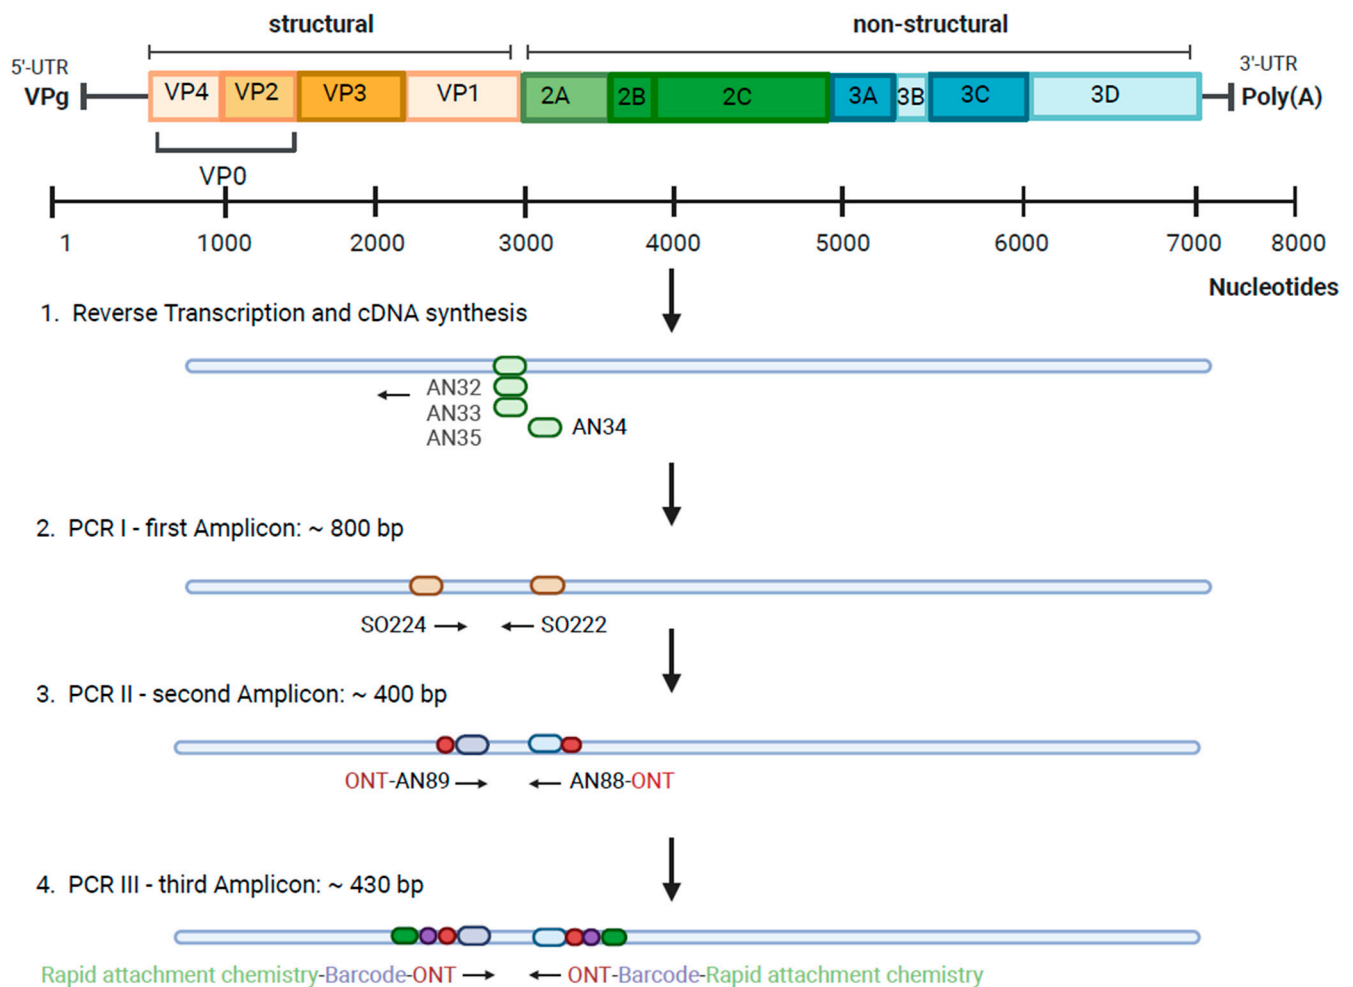 structural non-structural
5'-UTR 3'-UTR
VPg VP4 VP2 VP3 VP1 2A 2B 2C 3A 3B 3C 3D Poly(A)
VP0
1 1000 2000 3000 4000 5000 6000 7000 8000
Nucleotides
1. Reverse Transcription and cDNA synthesis
AN32
AN33
AN35
AN34
2. PCR I - first Amplicon: ~ 800 bp
SO224 SO222
3. PCR II - second Amplicon: ~ 400 bp
ONT-AN89 AN88-ONT
4. PCR III - third Amplicon: ~ 430 bp
Rapid attachment chemistry-Barcode-ONT ONT-Barcode-Rapid attachment chemistry